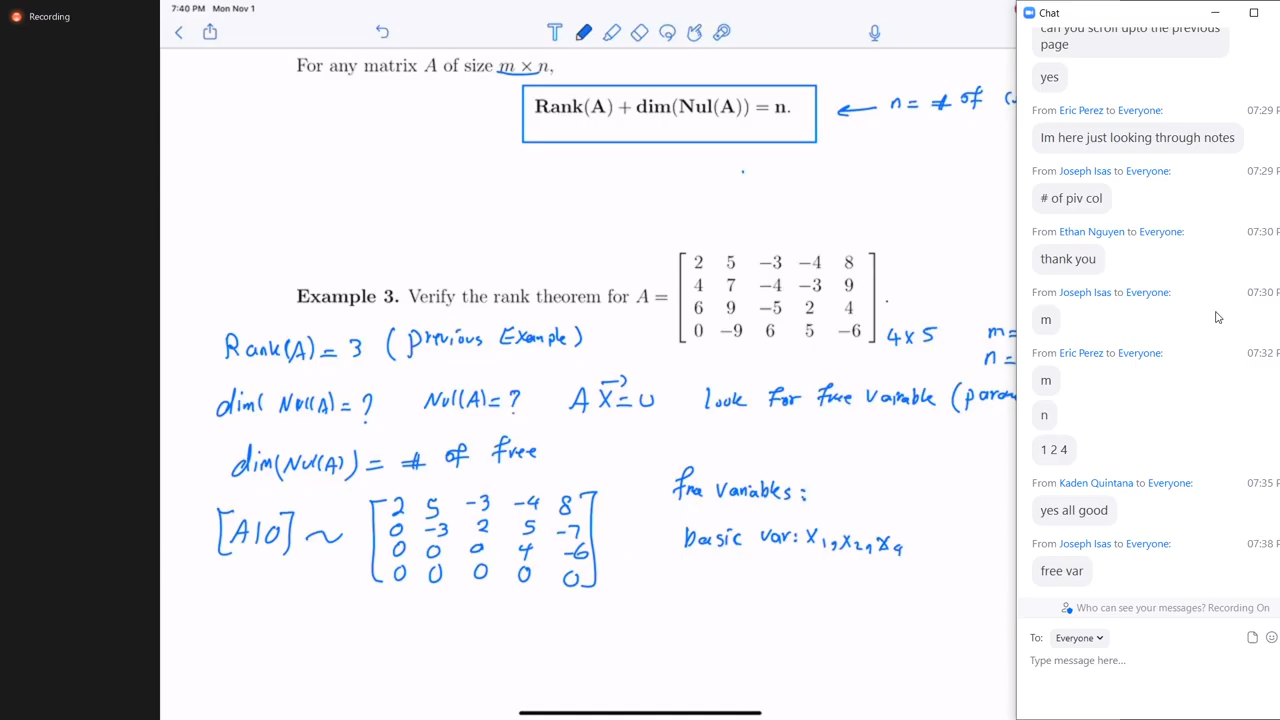 Recording
7:40 PM Mon Nov 1
For any matrix A of size m × n,
Rank(A) + dim(Nul(A)) = n.
← n = # of
Example 3. Verify the rank theorem for A =
2 5 −3 −4 8
4 7 −4 −3 9
6 9 −5 2 4
0 −9 6 5 −6
.
4 x 5
m=
n=
Rank(A) = 3 (previous Example)
dim(Nul(A) = ? Nul(A) = ? A X = 0 look for free variable (param
dim(Nul(A)) = # of free
[A|0] ~
2 5 -3 -4 8
0 -3 2 5 -7
0 0 0 4 -6
0 0 0 0 0
free variables:
basic var: x1, x2, x4
Chat
can you scroll upto the previous
page
yes
From Eric Perez to Everyone: 07:29
Im here just looking through notes
From Joseph Isas to Everyone: 07:29
# of piv col
From Ethan Nguyen to Everyone: 07:30
thank you
From Joseph Isas to Everyone: 07:30
m
From Eric Perez to Everyone: 07:32
m
n
1 2 4
From Kaden Quintana to Everyone: 07:35
yes all good
From Joseph Isas to Everyone: 07:38
free var
Who can see your messages? Recording On
To: Everyone
Type message here...